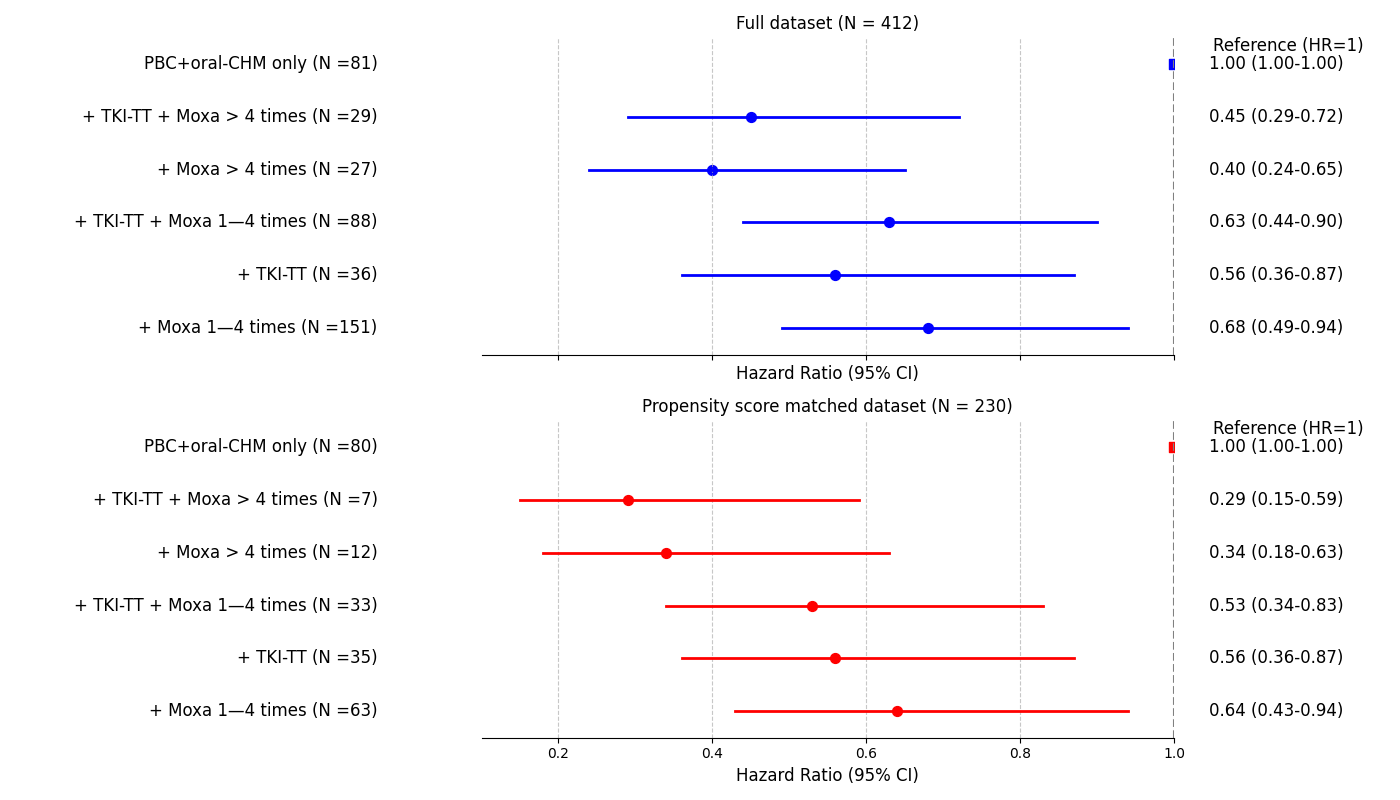 Full dataset (N = 412)
Reference (HR=1)
PBC+oral-CHM only (N =81) 1.00 (1.00-1.00)
+ TKI-TT + Moxa > 4 times (N =29) 0.45 (0.29-0.72)
+ Moxa > 4 times (N =27) 0.40 (0.24-0.65)
+ TKI-TT + Moxa 1—4 times (N =88) 0.63 (0.44-0.90)
+ TKI-TT (N =36) 0.56 (0.36-0.87)
+ Moxa 1—4 times (N =151) 0.68 (0.49-0.94)
Hazard Ratio (95% CI)
Propensity score matched dataset (N = 230)
Reference (HR=1)
PBC+oral-CHM only (N =80) 1.00 (1.00-1.00)
+ TKI-TT + Moxa > 4 times (N =7) 0.29 (0.15-0.59)
+ Moxa > 4 times (N =12) 0.34 (0.18-0.63)
+ TKI-TT + Moxa 1—4 times (N =33) 0.53 (0.34-0.83)
+ TKI-TT (N =35) 0.56 (0.36-0.87)
+ Moxa 1—4 times (N =63) 0.64 (0.43-0.94)
0.2 0.4 0.6 0.8 1.0
Hazard Ratio (95% CI)